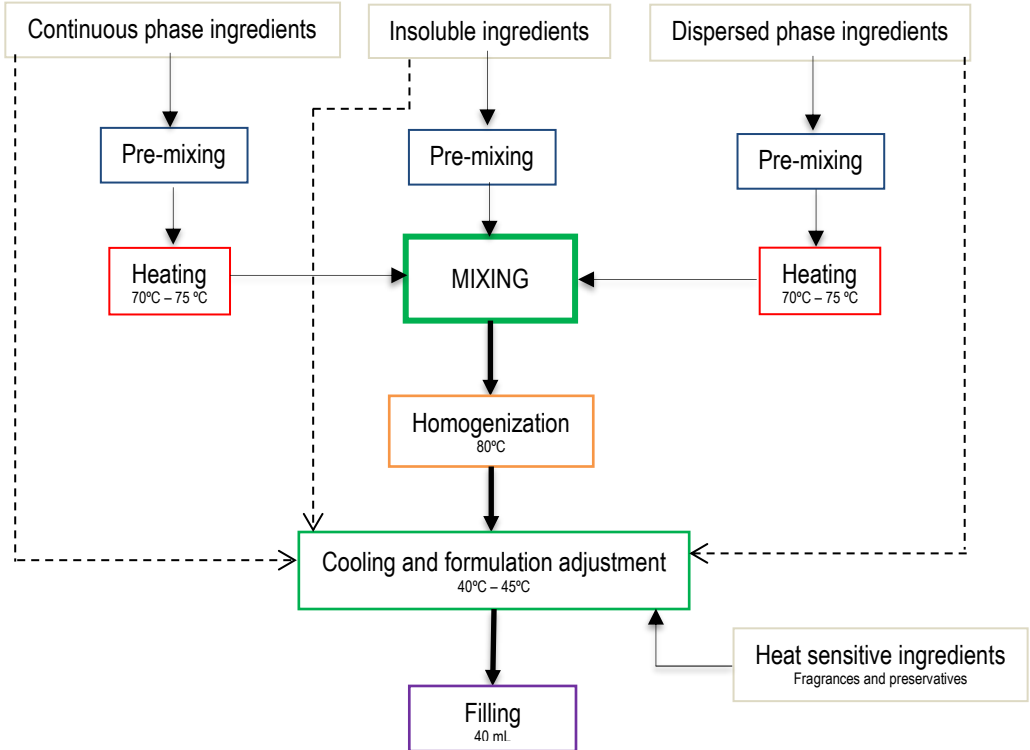 Continuous phase ingredients
Insoluble ingredients
Dispersed phase ingredients
Pre-mixing
Pre-mixing
Pre-mixing
Heating
70ºC – 75 ºC
MIXING
Heating
70ºC – 75 ºC
Homogenization
80ºC
Cooling and formulation adjustment
40ºC – 45ºC
Heat sensitive ingredients
Fragrances and preservatives
Filling
40 mL